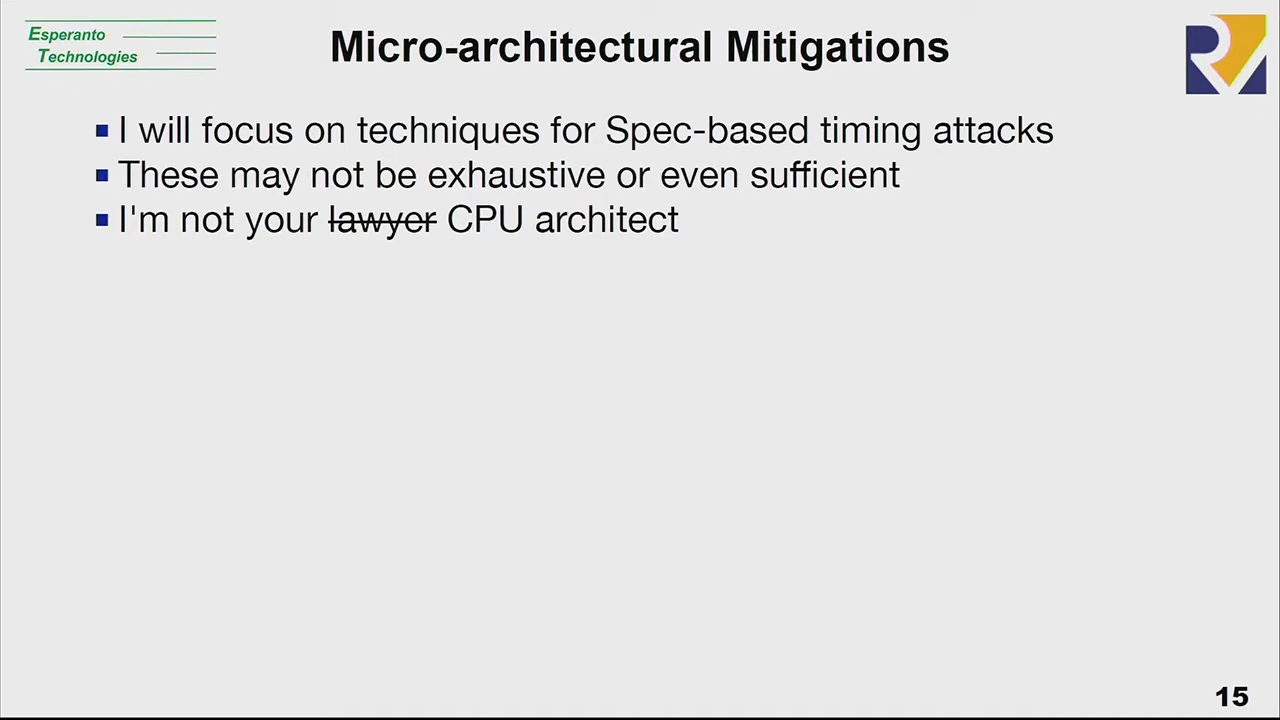 Esperanto
Technologies
Micro-architectural Mitigations
I will focus on techniques for Spec-based timing attacks
These may not be exhaustive or even sufficient
I'm not your lawyer CPU architect
15